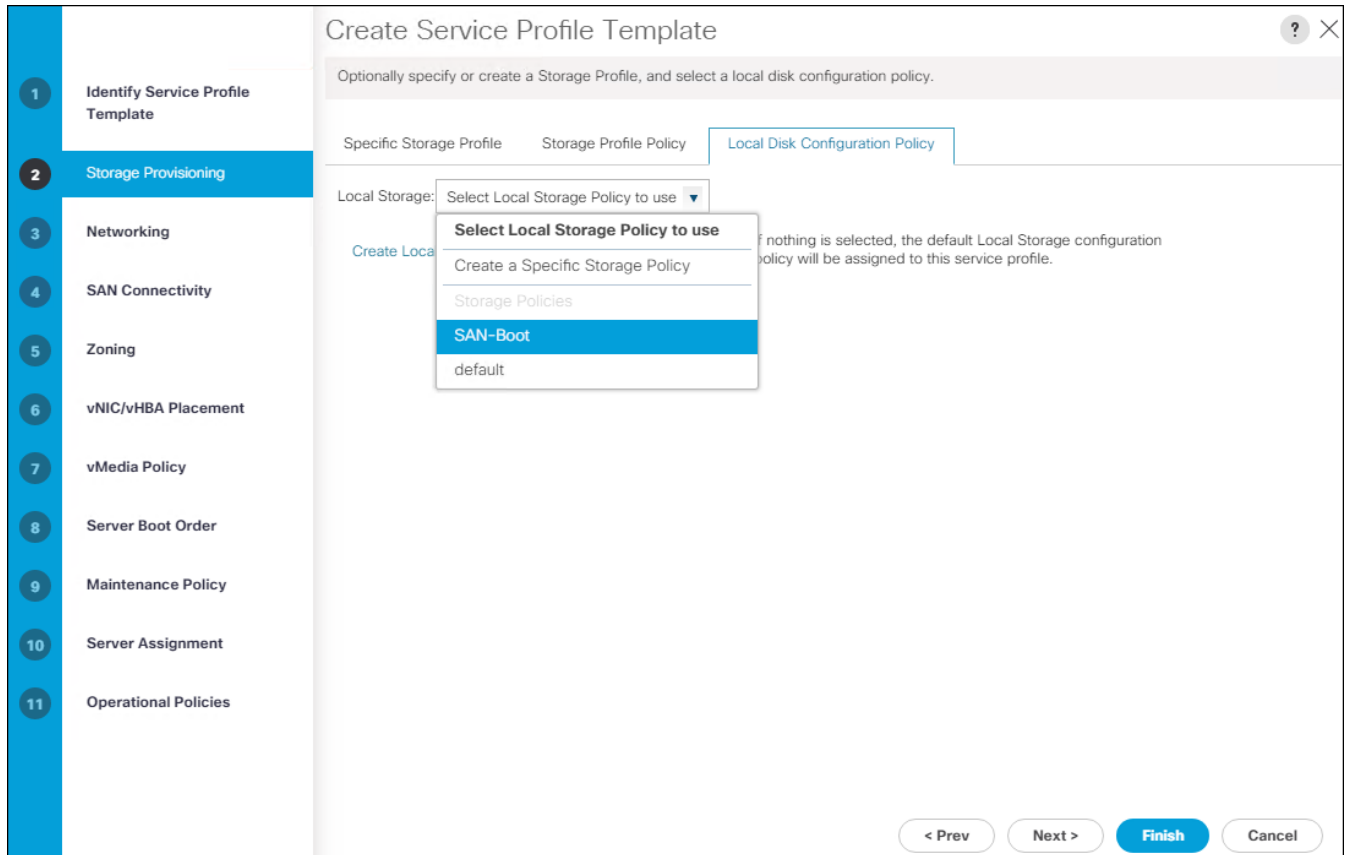 Create Service Profile Template
?
Optionally specify or create a Storage Profile, and select a local disk configuration policy.
1
Identify Service Profile
Template
2
Storage Provisioning
3
Networking
4
SAN Connectivity
5
Zoning
6
vNIC/vHBA Placement
7
vMedia Policy
8
Server Boot Order
9
Maintenance Policy
10
Server Assignment
11
Operational Policies
Specific Storage Profile
Storage Profile Policy
Local Disk Configuration Policy
Local Storage:
Select Local Storage Policy to use
Select Local Storage Policy to use
Create a Specific Storage Policy
Storage Policies
SAN-Boot
default
Create Loca
f nothing is selected, the default Local Storage configuration
policy will be assigned to this service profile.
< Prev
Next >
Finish
Cancel